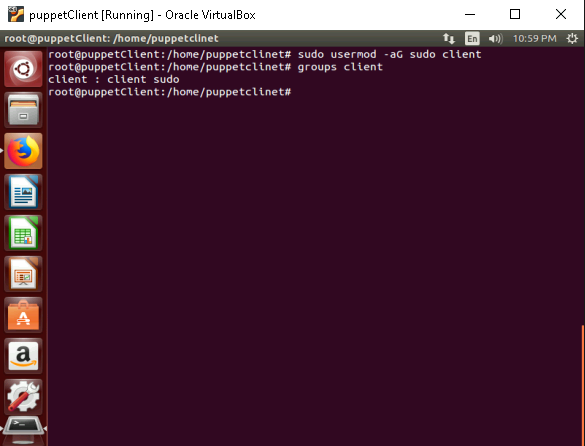 puppetClient [Running] - Oracle VirtualBox
root@puppetClient: /home/puppetclinet En 10:59 PM
root@puppetClient:/home/puppetclinet# sudo usermod -aG sudo client
root@puppetClient:/home/puppetclinet# groups client
client : client sudo
root@puppetClient:/home/puppetclinet#